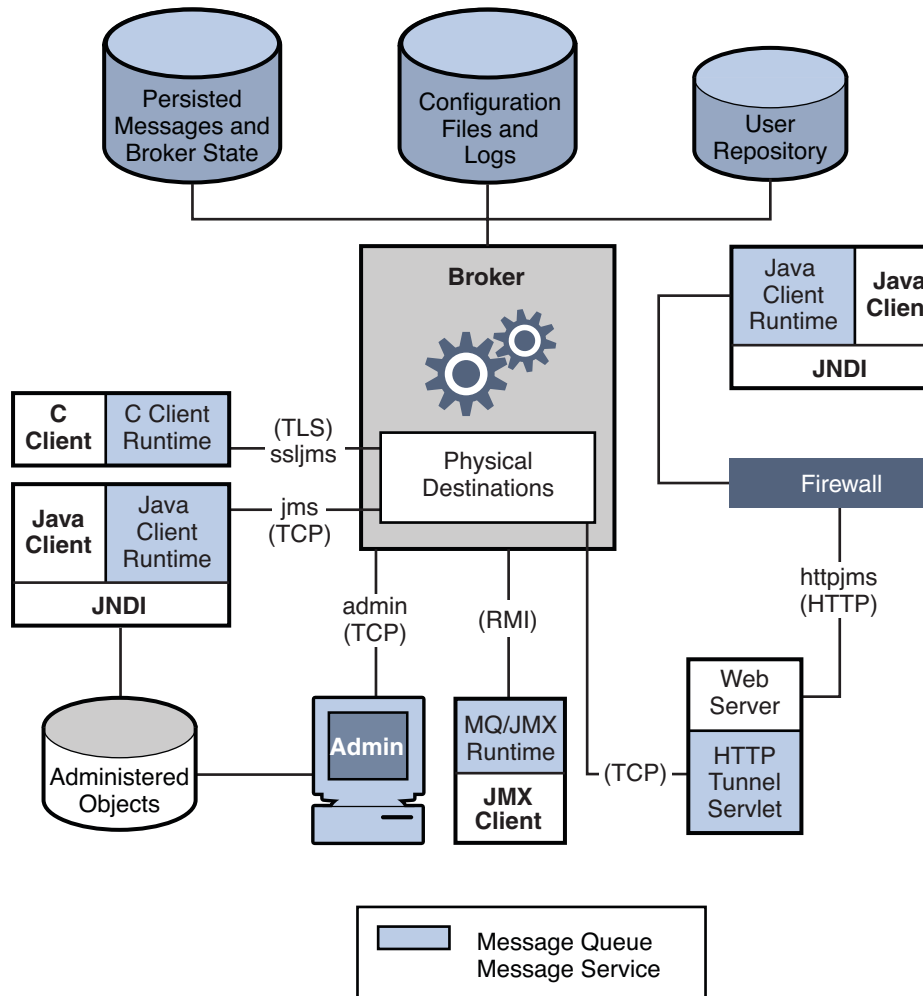 Persisted
Messages and
Broker State
Configuration
Files and
Logs
User
Repository
Broker
Java
Client
Runtime
Java
Clien
JNDI
C
Client
C Client
Runtime
(TLS)
ssljms
Physical
Destinations
Firewall
Java
Client
Java
Client
Runtime
jms
(TCP)
JNDI
admin
(TCP)
(RMI)
httpjms
(HTTP)
Administered
Objects
Admin
MQ/JMX
Runtime
JMX
Client
(TCP)
Web
Server
HTTP
Tunnel
Servlet
Message Queue
Message Service